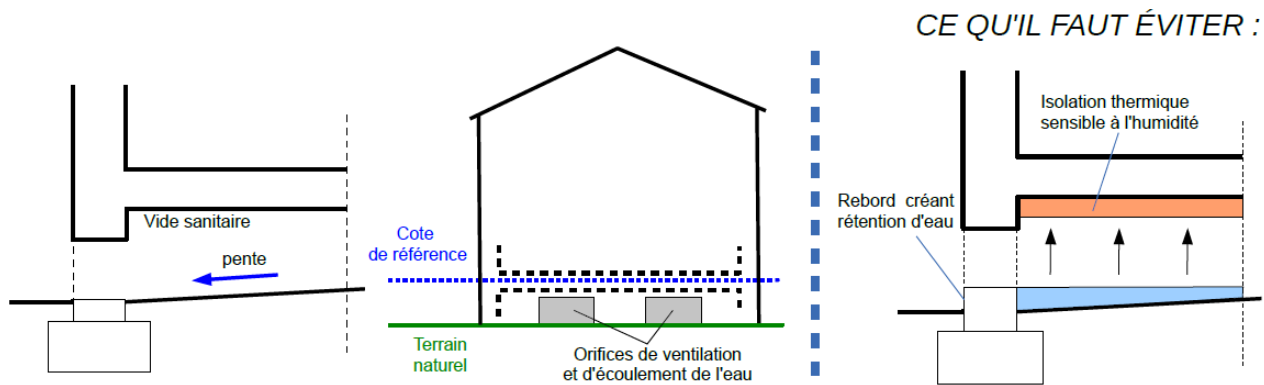 CE QU'IL FAUT ÉVITER :
Vide sanitaire
pente
Cote
de référence
Terrain
naturel
Orifices de ventilation
et d'écoulement de l'eau
Isolation thermique
sensible à l'humidité
Rebord créant
rétention d'eau